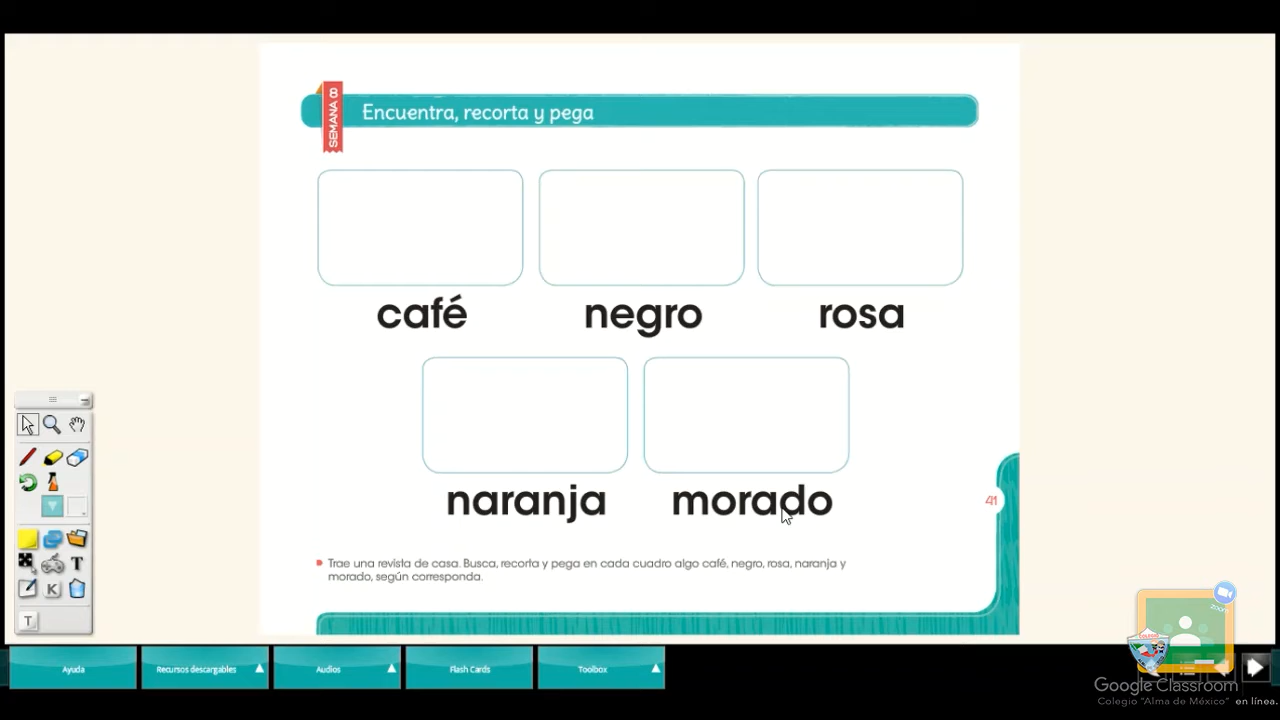 SEMANA 8
Encuentra, recorta y pega
café
negro
rosa
naranja
morado
41
Trae una revista de casa. Busca, recorta y pega en cada cuadro algo café, negro, rosa, naranja y
morado, según corresponda.
T
K
T
Ayuda
Recursos descargables
Audios
Flash Cards
Toolbox
zoom
COLEGIO
Google Classroom
Colegio "Alma de México" en línea.